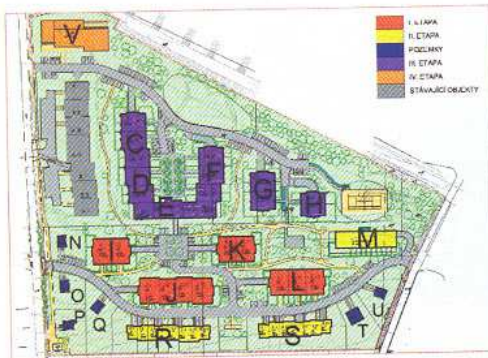 I. ETAPA
II. ETAPA
POZEMKY
III. ETAPA
IV. ETAPA
STÁVAJÍCÍ OBJEKTY
V
C
D
F
E
G
H
N
I
K
M
O
J
L
P
Q
U
R
S
T